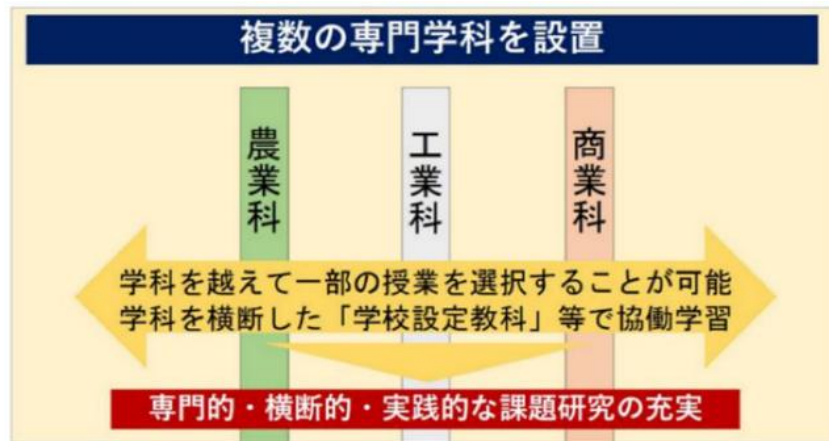 複数の専門学科を設置
農業科
工業科
商業科
学科を越えて一部の授業を選択することが可能
学科を横断した「学校設定教科」等で協働学習
専門的・横断的・実践的な課題研究の充実